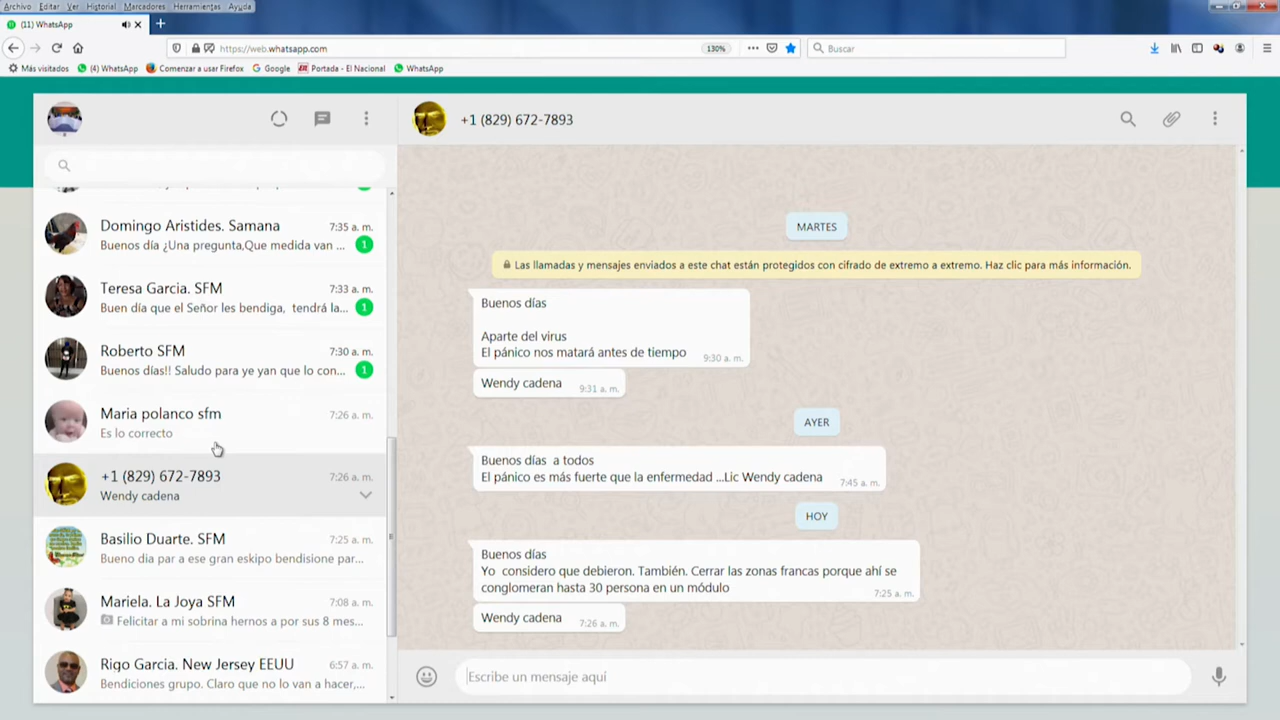 Archivo Editar Ver Historial Marcadores Herramientas Ayuda
(11) WhatsApp
https://web.whatsapp.com
130%
Buscar
Más visitados
(4) WhatsApp
Comenzar a usar Firefox
Google
Portada - El Nacional
WhatsApp
Domingo Aristides. Samana
7:35 a. m.
Buenos día ¿Una pregunta,Que medida van ...
1
Teresa Garcia. SFM
7:33 a. m.
Buen día que el Señor les bendiga, tendrá la...
1
Roberto SFM
7:30 a. m.
Buenos días!! Saludo para ye yan que lo con...
1
Maria polanco sfm
7:26 a. m.
Es lo correcto
+1 (829) 672-7893
7:26 a. m.
Wendy cadena
Basilio Duarte. SFM
7:25 a. m.
Bueno dia par a ese gran eskipo bendisione par...
Mariela. La Joya SFM
7:08 a. m.
Felicitar a mi sobrina hernos a por sus 8 mes...
Rigo Garcia. New Jersey EEUU
6:57 a. m.
Bendiciones grupo. Claro que no lo van a hacer,...
+1 (829) 672-7893
MARTES
Las llamadas y mensajes enviados a este chat están protegidos con cifrado de extremo a extremo. Haz clic para más información.
Buenos días
Aparte del virus
El pánico nos matará antes de tiempo
9:30 a. m.
Wendy cadena
9:31 a. m.
AYER
Buenos días a todos
El pánico es más fuerte que la enfermedad ...Lic Wendy cadena
7:45 a. m.
HOY
Buenos días
Yo considero que debieron. También. Cerrar las zonas francas porque ahí se
conglomeran hasta 30 persona en un módulo
7:25 a. m.
Wendy cadena
7:26 a. m.
Escribe un mensaje aquí